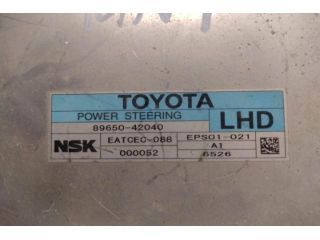 TOYOTA
POWER STEERING LHD
89650-42040
NSK EATCEC-088 EPS01-021
000052 A1
6526